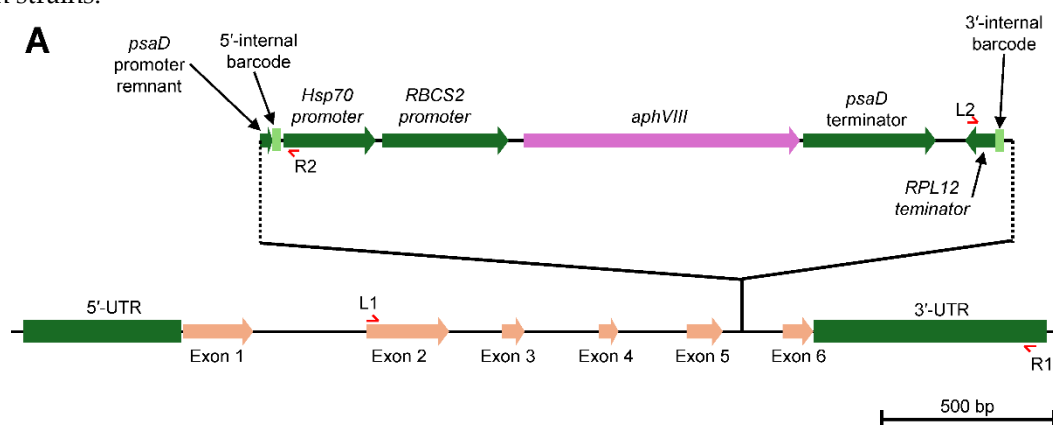 A
psaD
promoter
remnant
5'-internal
barcode
3'-internal
barcode
Hsp70
promoter
RBCS2
promoter
aphVIII
psaD
terminator
L2
R2
RPL12
teminator
5'-UTR
L1
3'-UTR
Exon 1
Exon 2
Exon 3
Exon 4
Exon 5
Exon 6
R1
500 bp